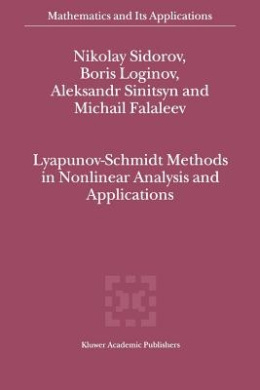 Mathematics and Its Applications
Nikolay Sidorov,
Boris Loginov,
Aleksandr Sinitsyn and
Michail Falaleev
Lyapunov-Schmidt Methods
in Nonlinear Analysis and
Applications
Kluwer Academic Publishers